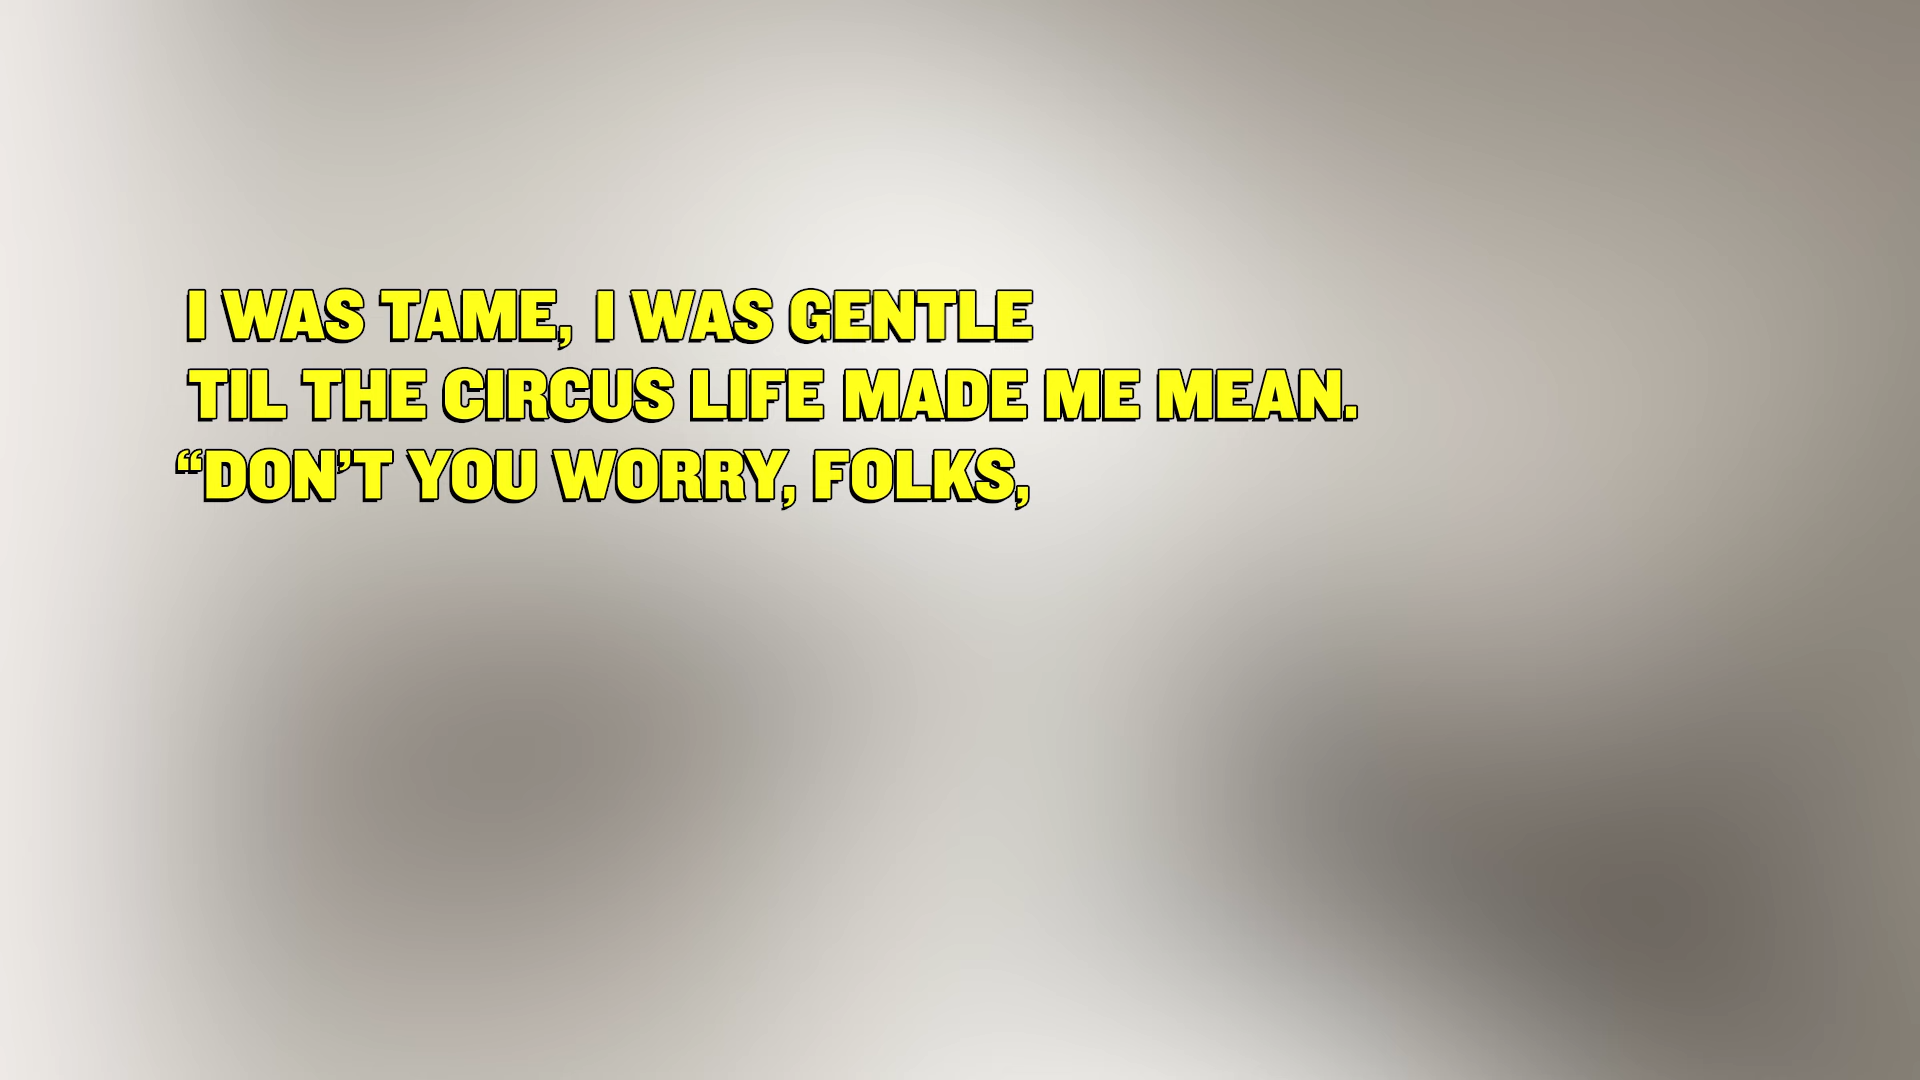 I WAS TAME, I WAS GENTLE
TIL THE CIRCUS LIFE MADE ME MEAN.
“DON’T YOU WORRY, FOLKS,